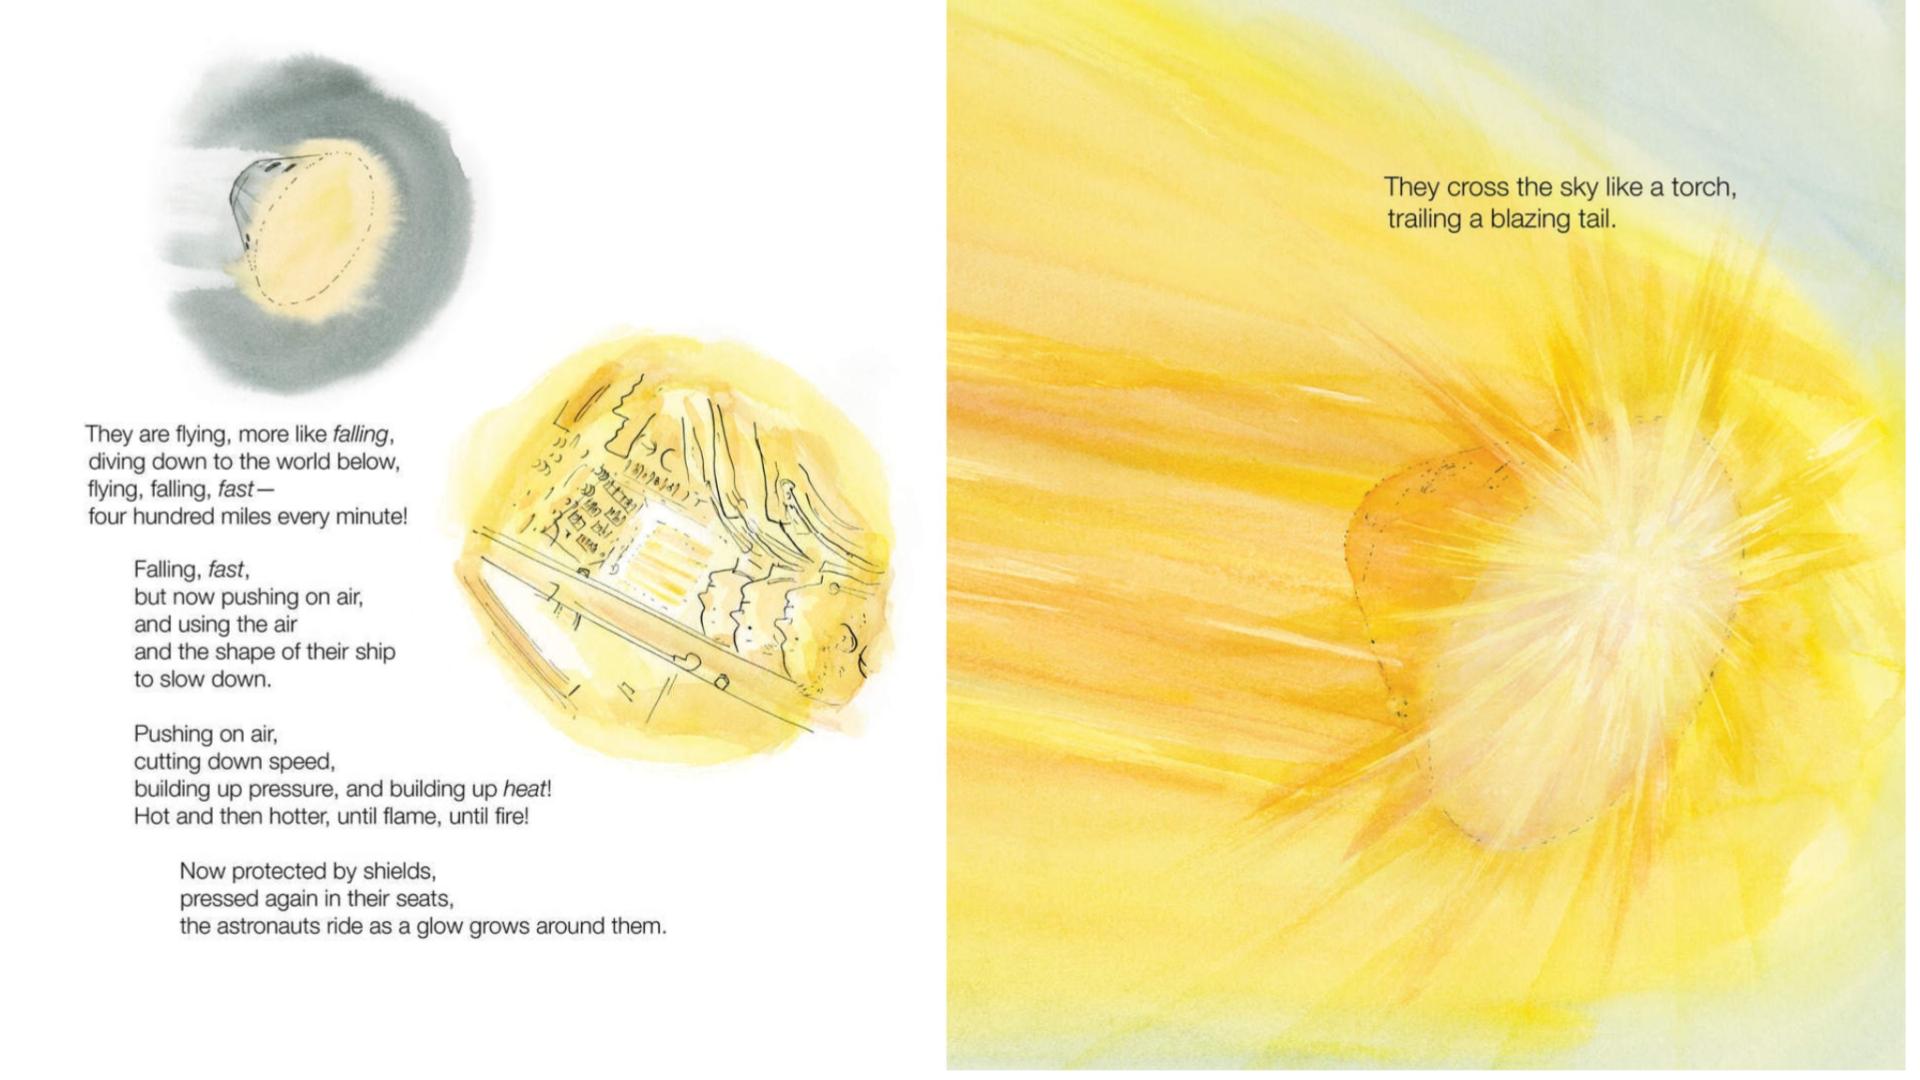 They are flying, more like falling,
diving down to the world below,
flying, falling, fast—
four hundred miles every minute!
Falling, fast,
but now pushing on air,
and using the air
and the shape of their ship
to slow down.
Pushing on air,
cutting down speed,
building up pressure, and building up heat!
Hot and then hotter, until flame, until fire!
Now protected by shields,
pressed again in their seats,
the astronauts ride as a glow grows around them.
They cross the sky like a torch,
trailing a blazing tail.